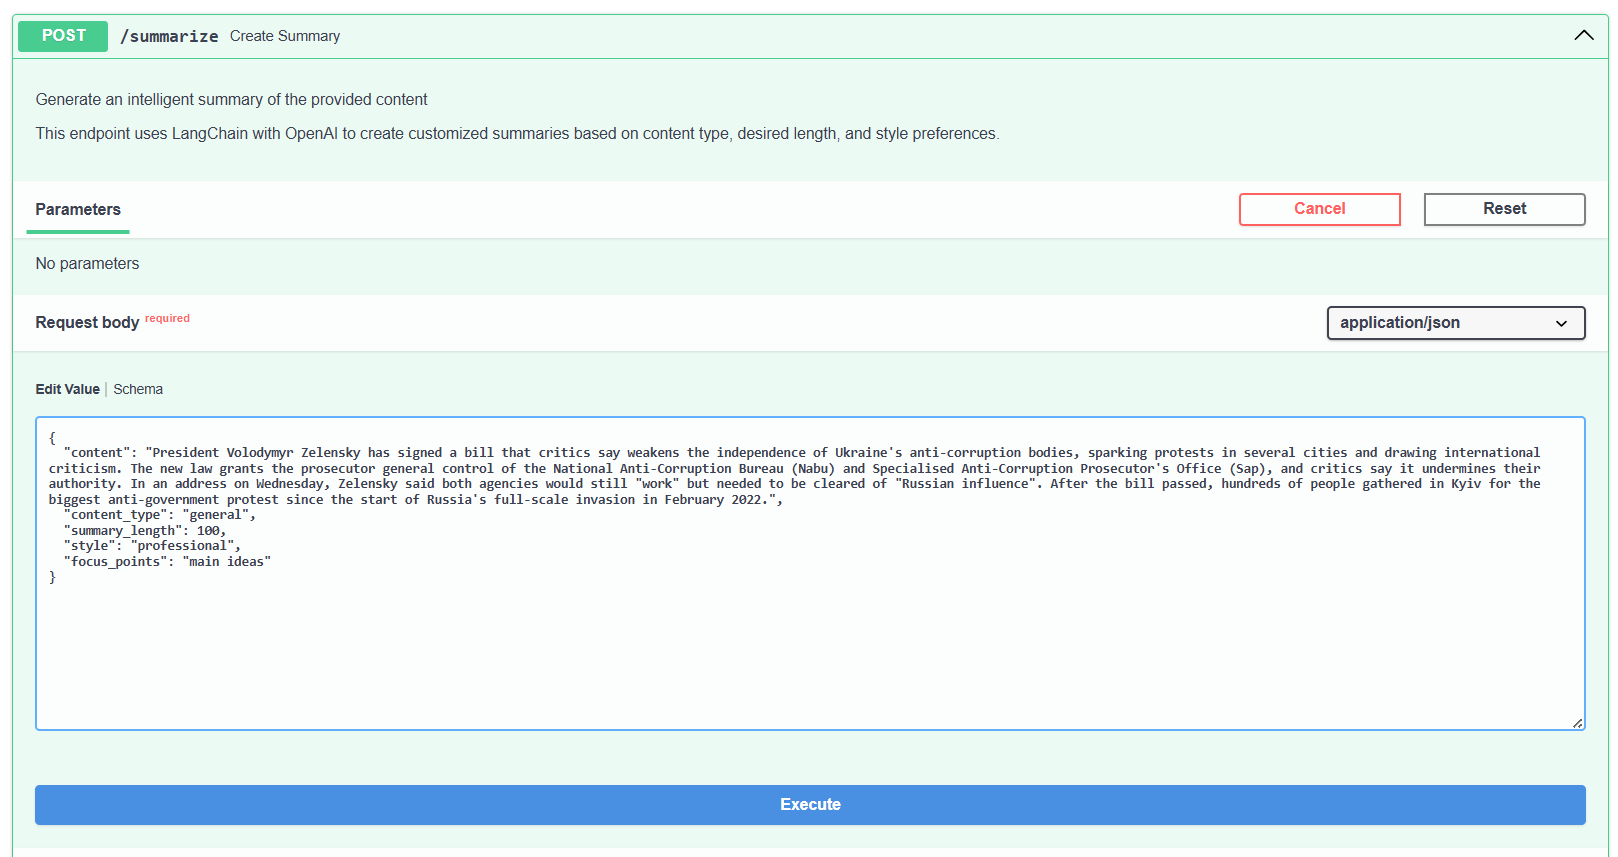 POST /summarize Create Summary
Generate an intelligent summary of the provided content
This endpoint uses LangChain with OpenAI to create customized summaries based on content type, desired length, and style preferences.
Parameters
Cancel
Reset
No parameters
Request body required
application/json
Edit Value | Schema
{
  "content": "President Volodymyr Zelensky has signed a bill that critics say weakens the independence of Ukraine's anti-corruption bodies, sparking protests in several cities and drawing international
criticism. The new law grants the prosecutor general control of the National Anti-Corruption Bureau (Nabu) and Specialised Anti-Corruption Prosecutor's Office (Sap), and critics say it undermines their
authority. In an address on Wednesday, Zelensky said both agencies would still "work" but needed to be cleared of "Russian influence". After the bill passed, hundreds of people gathered in Kyiv for the
biggest anti-government protest since the start of Russia's full-scale invasion in February 2022.",
  "content_type": "general",
  "summary_length": 100,
  "style": "professional",
  "focus_points": "main ideas"
}
Execute